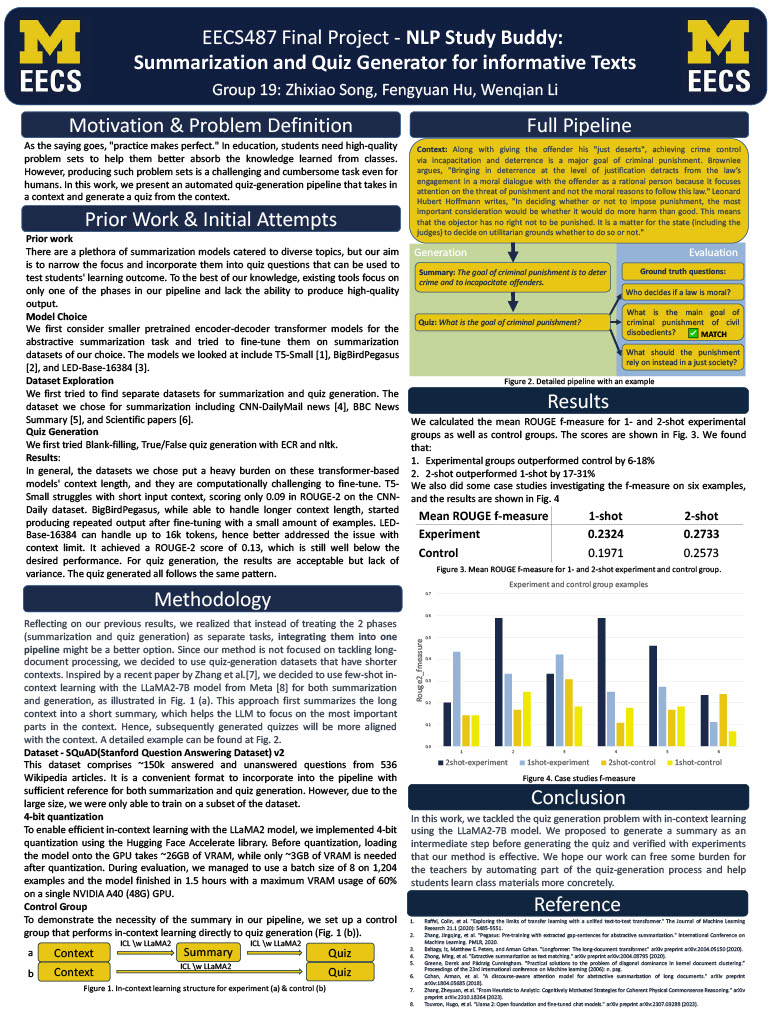 M
EECS
EECS487 Final Project - NLP Study Buddy:
Summarization and Quiz Generator for informative Texts
Group 19: Zhixiao Song, Fengyuan Hu, Wenqian Li
M
EECS
Motivation & Problem Definition
As the saying goes, "practice makes perfect." In education, students need high-quality
problem sets to help them better absorb the knowledge learned from classes.
However, producing such problem sets is a challenging and cumbersome task even for
humans. In this work, we present an automated quiz-generation pipeline that takes in
a context and generate a quiz from the context.
Prior Work & Initial Attempts
Prior work
There are a plethora of summarization models catered to diverse topics, but our aim
is to narrow the focus and incorporate them into quiz questions that can be used to
test students' learning outcome. To the best of our knowledge, existing tools focus on
only one of the phases in our pipeline and lack the ability to produce high-quality
output.
Model Choice
We first consider smaller pretrained encoder-decoder transformer models for the
abstractive summarization task and tried to fine-tune them on summarization
datasets of our choice. The models we looked at include T5-Small [1], BigBirdPegasus
[2], and LED-Base-16384 [3].
Dataset Exploration
We first tried to find separate datasets for summarization and quiz generation. The
dataset we chose for summarization including CNN-DailyMail news [4], BBC News
Summary [5], and Scientific papers [6].
Quiz Generation
We first tried Blank-filling, True/False quiz generation with ECR and nltk.
Results:
In general, the datasets we chose put a heavy burden on these transformer-based
models' context length, and they are computationally challenging to fine-tune. T5-
Small struggles with short input context, scoring only 0.09 in ROUGE-2 on the CNN-
Daily dataset. BigBirdPegasus, while able to handle longer context length, started
producing repeated output after fine-tuning with a small amount of examples. LED-
Base-16384 can handle up to 16k tokens, hence better addressed the issue with
context limit. It achieved a ROUGE-2 score of 0.13, which is still well below the
desired performance. For quiz generation, the results are acceptable but lack of
variance. The quiz generated all follows the same pattern.
Methodology
Reflecting on our previous results, we realized that instead of treating the 2 phases
(summarization and quiz generation) as separate tasks, integrating them into one
pipeline might be a better option. Since our method is not focused on tackling long-
document processing, we decided to use quiz-generation datasets that have shorter
contexts. Inspired by a recent paper by Zhang et al.[7], we decided to use few-shot in-
context learning with the LLaMA2-7B model from Meta [8] for both summarization
and generation, as illustrated in Fig. 1 (a). This approach first summarizes the long
context into a short summary, which helps the LLM to focus on the most important
parts in the context. Hence, subsequently generated quizzes will be more aligned
with the context. A detailed example can be found at Fig. 2.
Dataset - SQuAD(Stanford Question Answering Dataset) v2
This dataset comprises ~150k answered and unanswered questions from 536
Wikipedia articles. It is a convenient format to incorporate into the pipeline with
sufficient reference for both summarization and quiz generation. However, due to the
large size, we were only able to train on a subset of the dataset.
4-bit quantization
To enable efficient in-context learning with the LLaMA2 model, we implemented 4-bit
quantization using the Hugging Face Accelerate library. Before quantization, loading
the model onto the GPU takes ~26GB of VRAM, while only ~3GB of VRAM is needed
after quantization. During evaluation, we managed to use a batch size of 8 on 1,204
examples and the model finished in 1.5 hours with a maximum VRAM usage of 60%
on a single NVIDIA A40 (48G) GPU.
Control Group
To demonstrate the necessity of the summary in our pipeline, we set up a control
group that performs in-context learning directly to quiz generation (Fig. 1 (b)).
a Context ICL \w LLaMA2 Summary ICL \w LLaMA2 Quiz
b Context ICL \w LLaMA2 Quiz
Figure 1. In-context learning structure for experiment (a) & control (b)
Full Pipeline
Context: Along with giving the offender his "just deserts", achieving crime control
via incapacitation and deterrence is a major goal of criminal punishment. Brownlee
argues, "Bringing in deterrence at the level of justification detracts from the law's
engagement in a moral dialogue with the offender as a rational person because it focuses
attention on the threat of punishment and not the moral reasons to follow this law." Leonard
Hubert Hoffmann writes, "In deciding whether or not to impose punishment, the most
important consideration would be whether it would do more harm than good. This means
that the objector has no right not to be punished. It is a matter for the state (including the
judges) to decide on utilitarian grounds whether to do so or not."
Generation
Evaluation
Summary: The goal of criminal punishment is to deter
crime and to incapacitate offenders.
Quiz: What is the goal of criminal punishment?
Ground truth questions:
Who decides if a law is moral?
What is the main goal of
criminal punishment of civil
disobedients? MATCH
What should the punishment
rely on instead in a just society?
Figure 2. Detailed pipeline with an example
Results
We calculated the mean ROUGE f-measure for 1- and 2-shot experimental
groups as well as control groups. The scores are shown in Fig. 3. We found
that:
1. Experimental groups outperformed control by 6-18%
2. 2-shot outperformed 1-shot by 17-31%
We also did some case studies investigating the f-measure on six examples,
and the results are shown in Fig. 4
Mean ROUGE f-measure 1-shot 2-shot
Experiment 0.2324 0.2733
Control 0.1971 0.2573
Figure 3. Mean ROUGE f-measure for 1- and 2-shot experiment and control group.
Experiment and control group examples
Rouge2_fmeasure
0.7
0.6
0.5
0.4
0.3
0.2
0.1
0.0
1 2 3 4 5 6
2shot-experiment 1shot-experiment 2shot-control 1shot-control
Figure 4. Case studies f-measure
Conclusion
In this work, we tackled the quiz generation problem with in-context learning
using the LLaMA2-7B model. We proposed to generate a summary as an
intermediate step before generating the quiz and verified with experiments
that our method is effective. We hope our work can free some burden for
the teachers by automating part of the quiz-generation process and help
students learn class materials more concretely.
Reference
1. Raffel, Colin, et al. "Exploring the limits of transfer learning with a unified text-to-text transformer." The Journal of Machine Learning
Research 21.1 (2020): 5485-5551.
2. Zhang, Jingqing, et al. "Pegasus: Pre-training with extracted gap-sentences for abstractive summarization." International Conference on
Machine Learning. PMLR, 2020.
3. Beltagy, Iz, Matthew E. Peters, and Arman Cohan. "Longformer: The long-document transformer." arXiv preprint arXiv:2004.05150 (2020).
4. Zhong, Ming, et al. "Extractive summarization as text matching." arXiv preprint arXiv:2004.08795 (2020).
5. Greene, Derek and Pádraig Cunningham. "Practical solutions to the problem of diagonal dominance in kernel document clustering."
Proceedings of the 23rd international conference on Machine learning (2006): n. pag.
6. Cohan, Arman, et al. "A discourse-aware attention model for abstractive summarization of long documents." arXiv preprint
arXiv:1804.05685 (2018).
7. Zhang, Zheyuan, et al. "From Heuristic to Analytic: Cognitively Motivated Strategies for Coherent Physical Commonsense Reasoning." arXiv
preprint arXiv:2310.18364 (2023).
8. Touvron, Hugo, et al. "Llama 2: Open foundation and fine-tuned chat models." arXiv preprint arXiv:2307.09288 (2023).